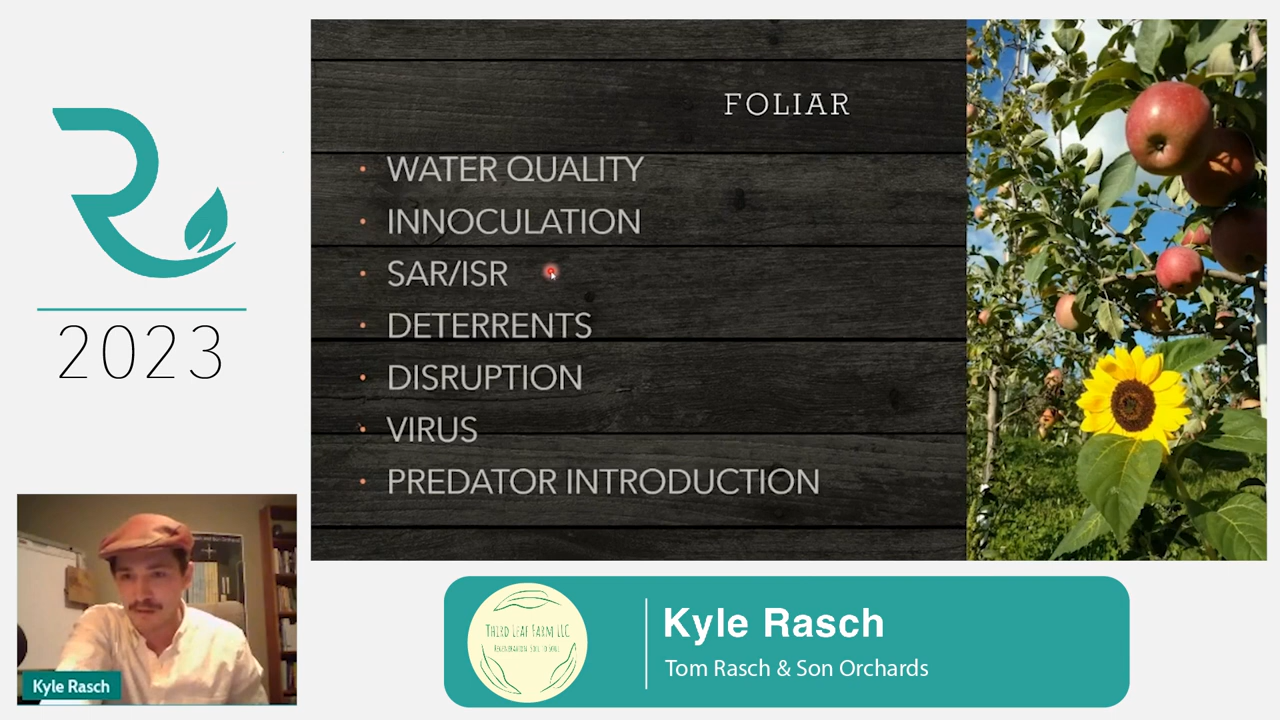 R
2023
FOLIAR
• WATER QUALITY
• INNOCULATION
• SAR/ISR
• DETERRENTS
• DISRUPTION
• VIRUS
• PREDATOR INTRODUCTION
Kyle Rasch
THIRD LEAF FARM LLC
Kyle Rasch
Tom Rasch & Son Orchards